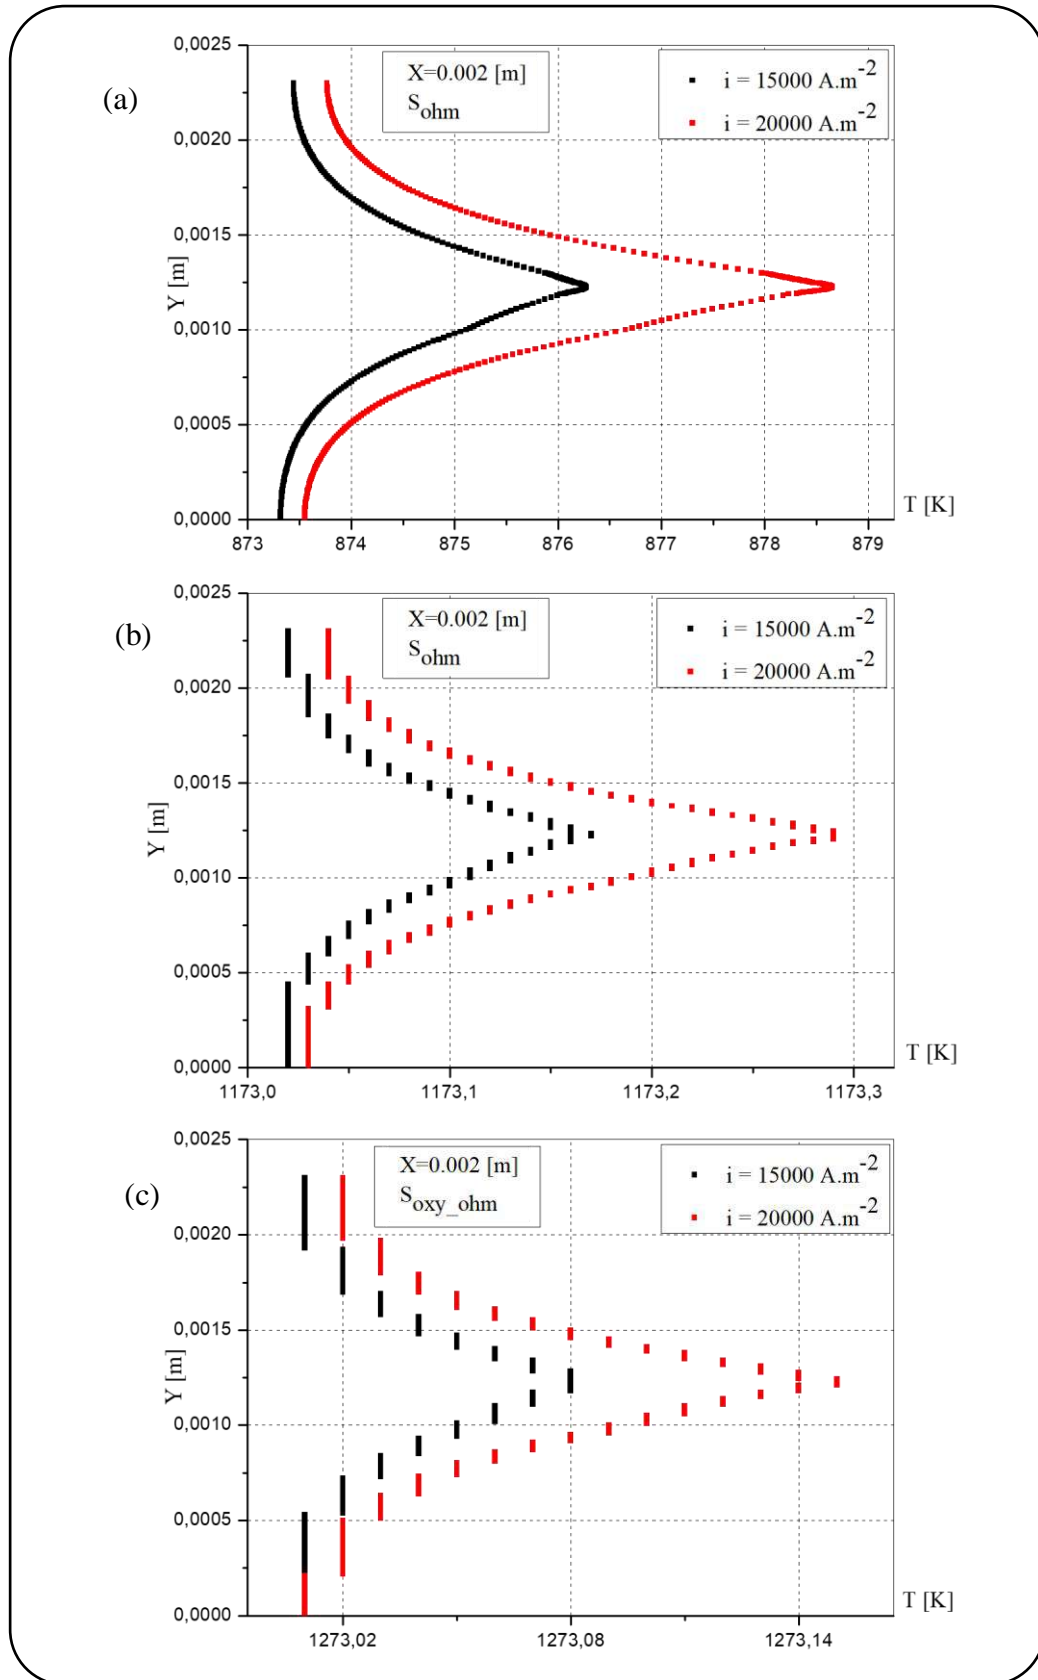 (a)
0,0025
0,0020
0,0015
0,0010
0,0005
0,0000
Y [m]
X=0.002 [m]
S_ohm
i = 15000 A.m⁻²
i = 20000 A.m⁻²
T [K]
873 874 875 876 877 878 879
(b)
0,0025
0,0020
0,0015
0,0010
0,0005
0,0000
Y [m]
X=0.002 [m]
S_ohm
i = 15000 A.m⁻²
i = 20000 A.m⁻²
T [K]
1173,0 1173,1 1173,2 1173,3
(c)
0,0025
0,0020
0,0015
0,0010
0,0005
0,0000
Y [m]
X=0.002 [m]
S_oxy_ohm
i = 15000 A.m⁻²
i = 20000 A.m⁻²
T [K]
1273,02 1273,08 1273,14